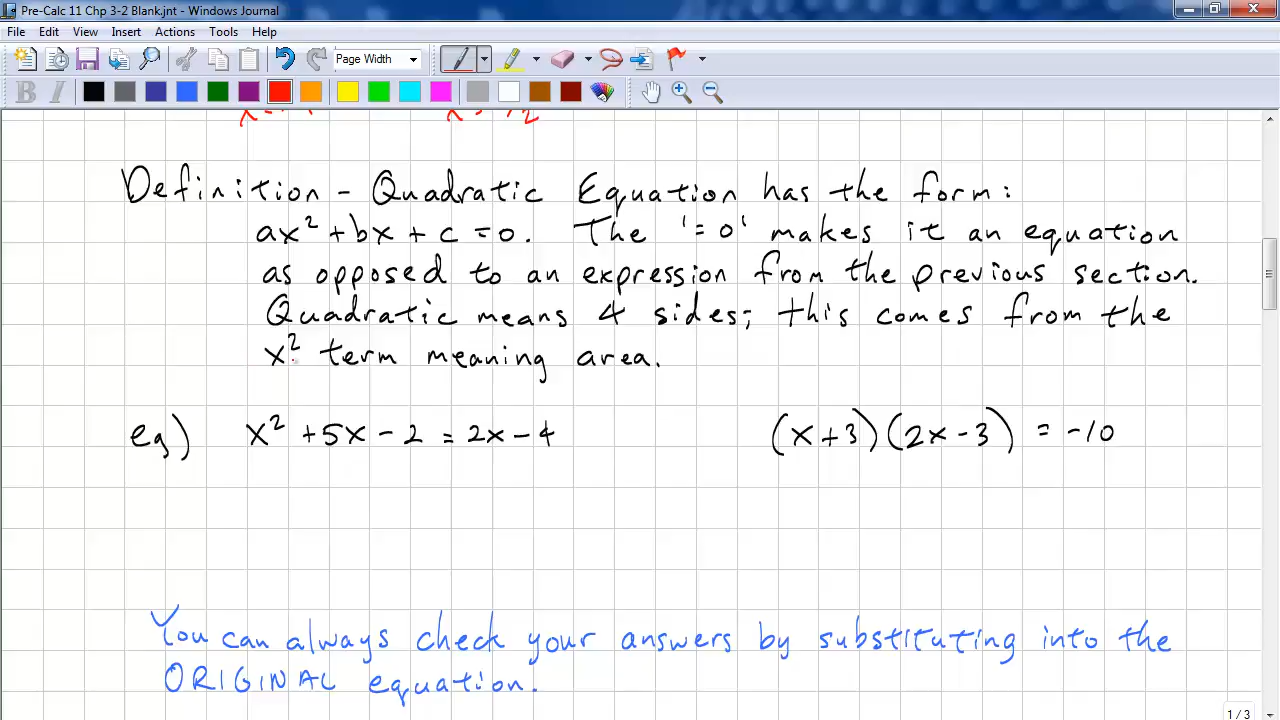 Pre-Calc 11 Chp 3-2 Blank.jnt - Windows Journal
File Edit View Insert Actions Tools Help
Page Width
B I
Definition - Quadratic Equation has the form:
ax² + bx + c = 0. The '= 0' makes it an equation
as opposed to an expression from the previous section.
Quadratic means 4 sides; this comes from the
x² term meaning area.
eg) x² + 5x - 2 = 2x - 4 (x + 3)(2x - 3) = -10
You can always check your answers by substituting into the
ORIGINAL equation.
1 / 3